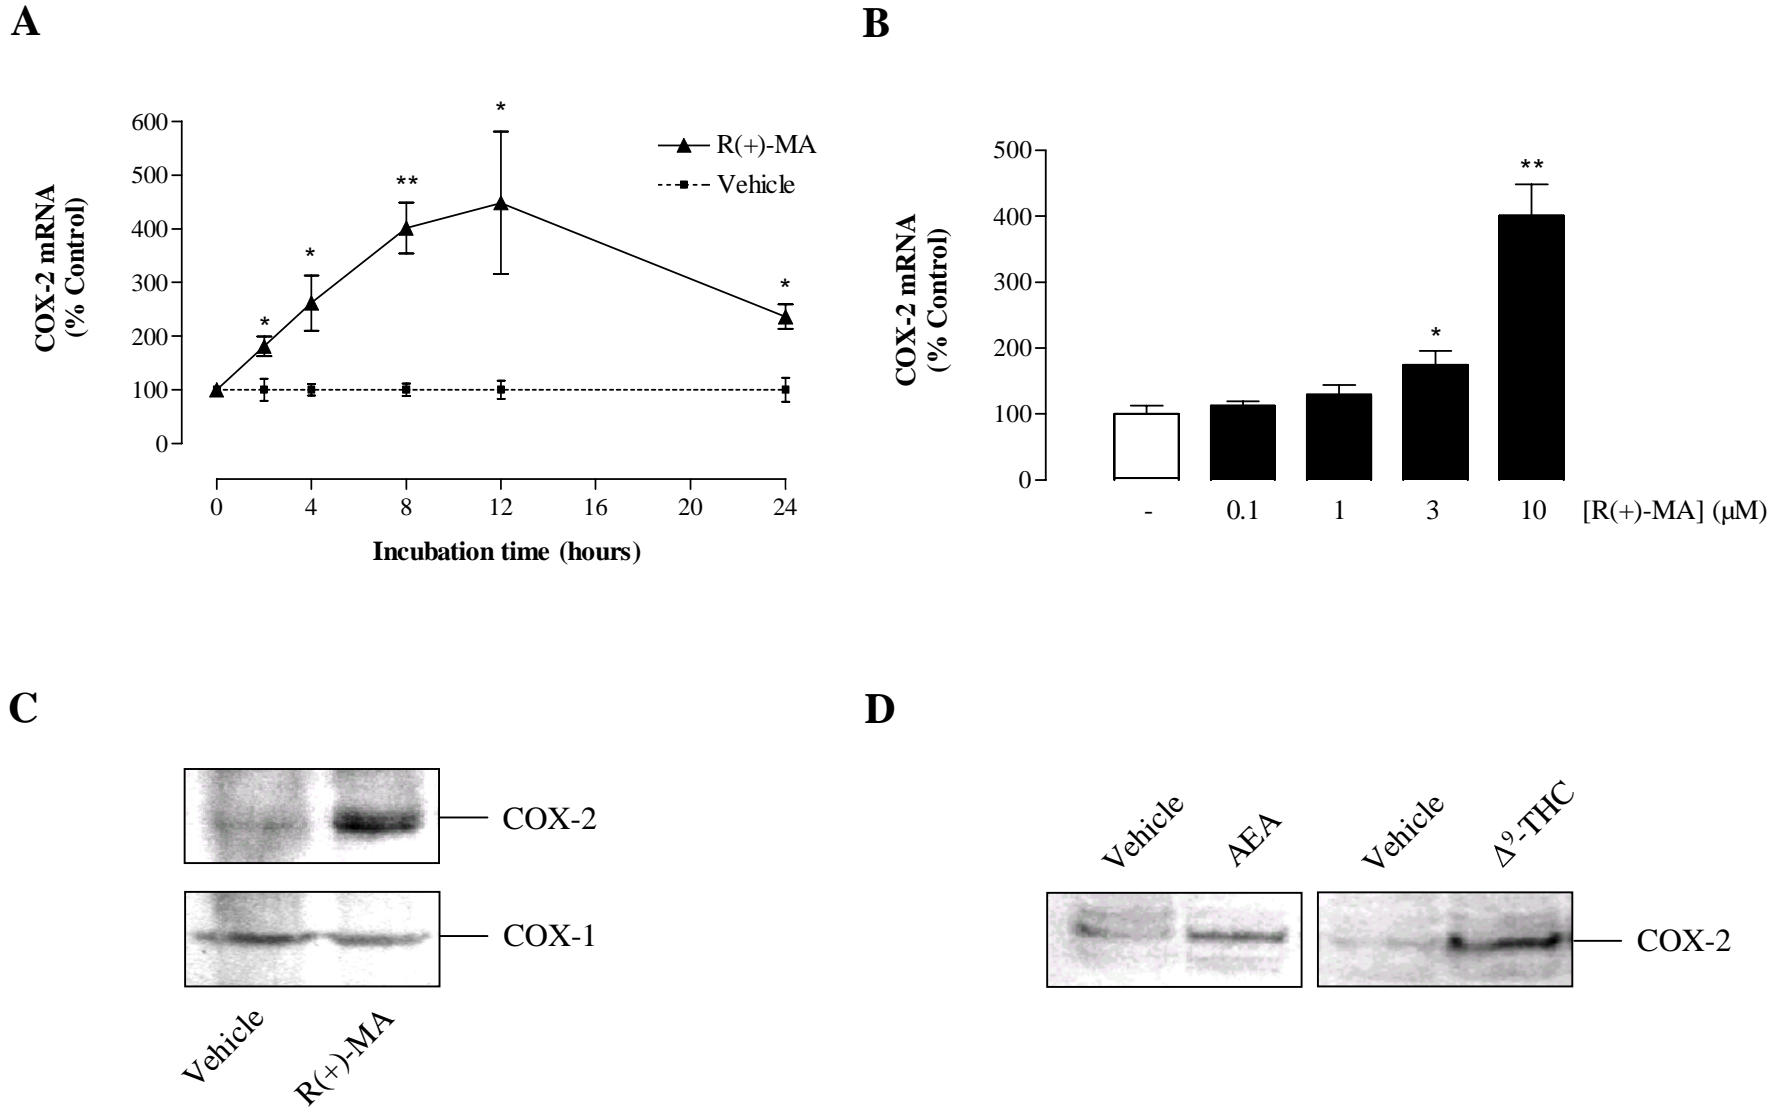 A
COX-2 mRNA
(% Control)
600
500
400
300
200
100
0
*
*
**
*
*
R(+)-MA
Vehicle
0 4 8 12 16 20 24
Incubation time (hours)
B
COX-2 mRNA
(% Control)
500
400
300
200
100
0
*
**
- 0.1 1 3 10 [R(+)-MA] (μM)
C
COX-2
COX-1
Vehicle
R(+)-MA
D
Vehicle
AEA
Vehicle
Δ⁹-THC
COX-2